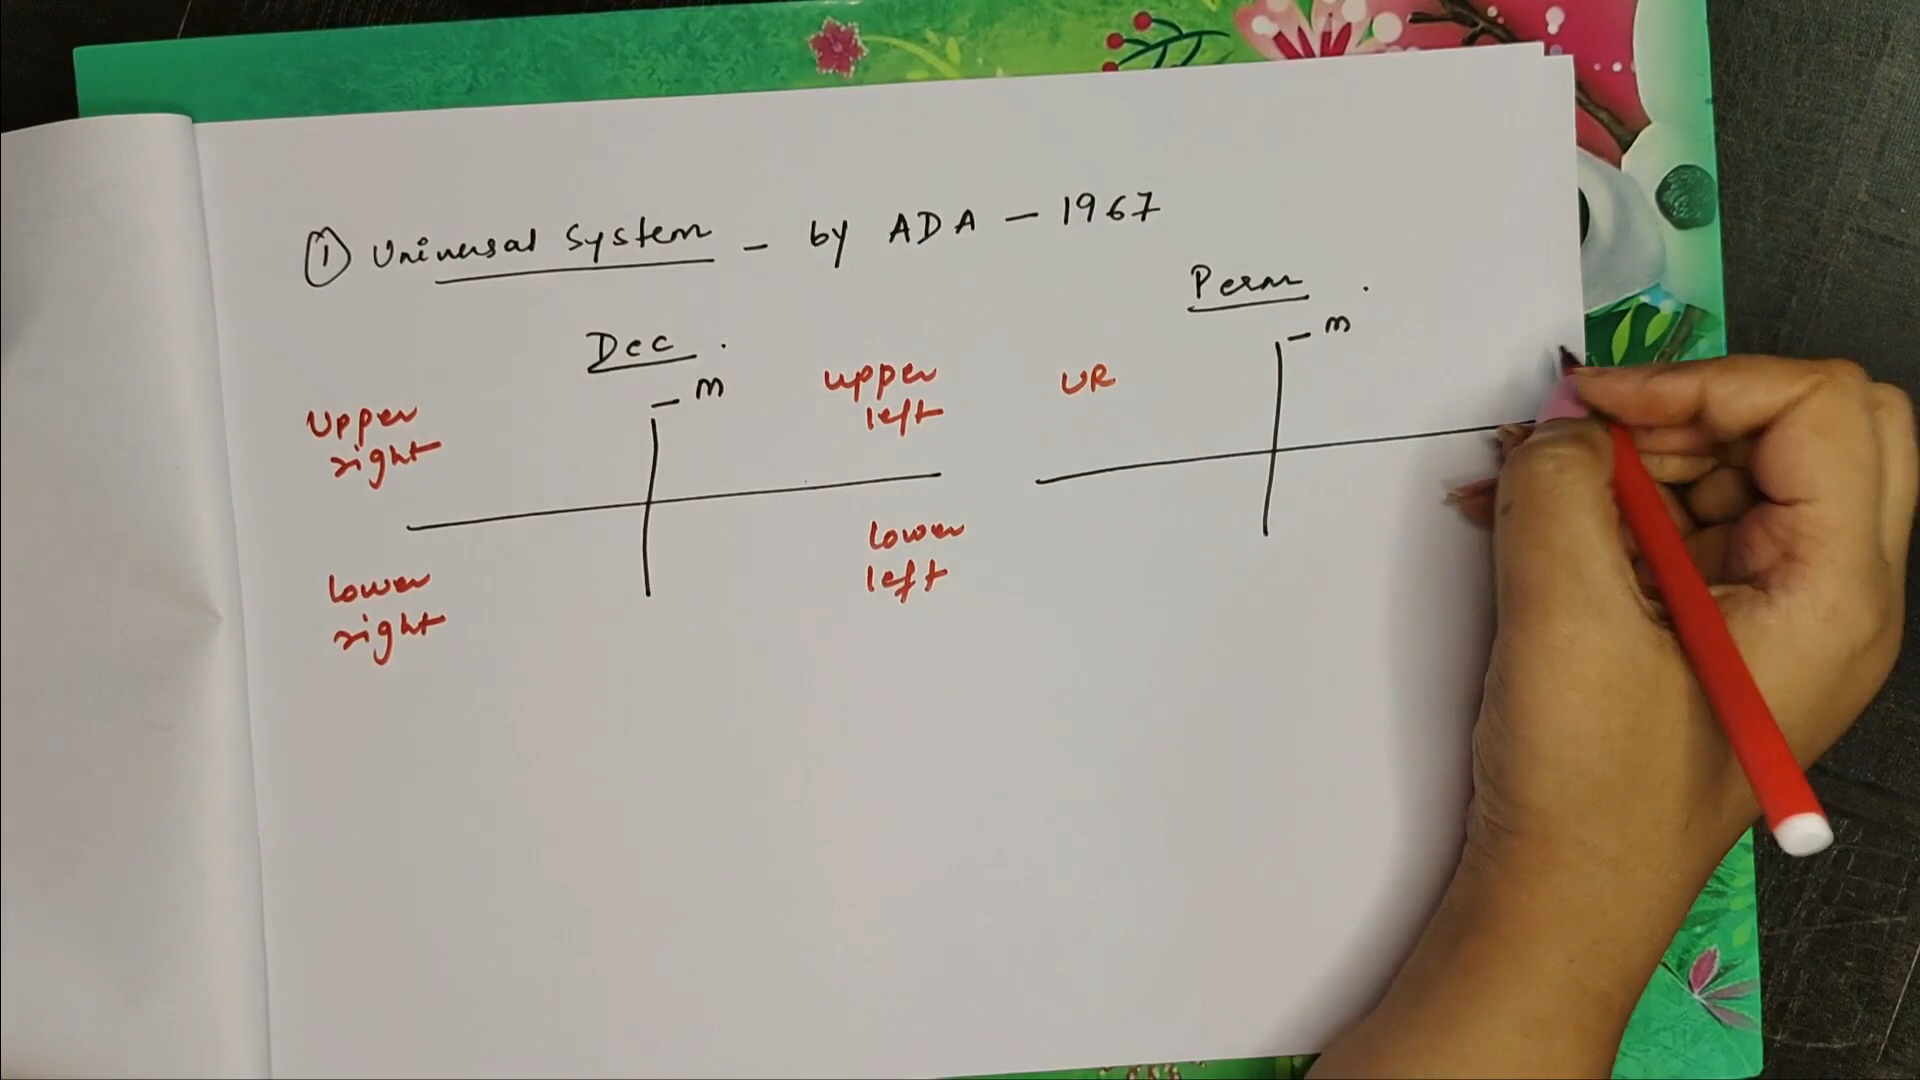 ① Universal System - by ADA - 1967
Dec.
Perm.
- m
- m
Upper
right
upper
left
UR
lower
right
lower
left